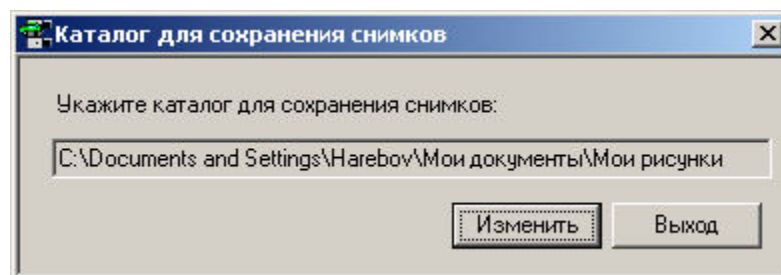 Каталог для сохранения снимков
Укажите каталог для сохранения снимков:
C:\Documents and Settings\Harebov\Мои документы\Мои рисунки
Изменить Выход